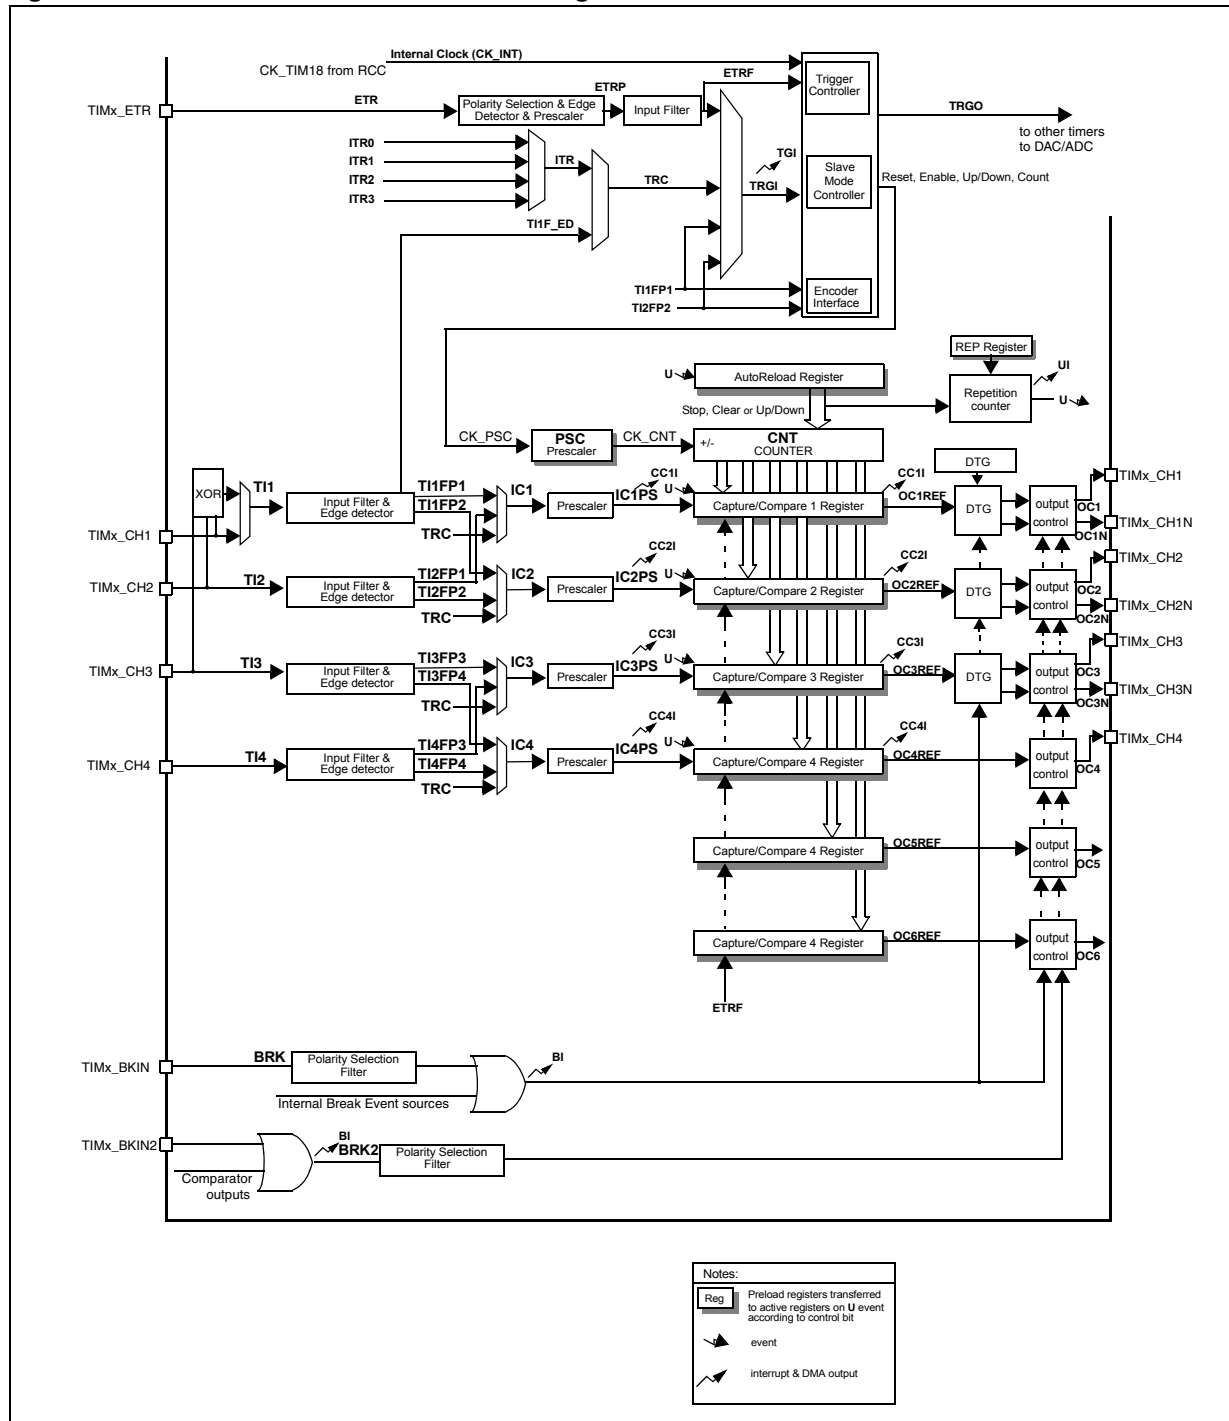 Internal Clock (CK_INT)
CK_TIM18 from RCC
TIMx_ETR
ETR
Polarity Selection & Edge
Detector & Prescaler
ETRP
Input Filter
ETRF
Trigger
Controller
TRGO
to other timers
to DAC/ADC
ITR0
ITR1
ITR2
ITR3
ITR
TI1F_ED
TRC
TGI
TRGI
Slave
Mode
Controller
Reset, Enable, Up/Down, Count
TI1FP1
TI2FP2
Encoder
Interface
REP Register
U
AutoReload Register
UI
Repetition
counter
U
Stop, Clear or Up/Down
CK_PSC
PSC
Prescaler
CK_CNT
+/-
CNT
COUNTER
DTG
XOR
TI1
Input Filter &
Edge detector
TI1FP1
TI1FP2
TRC
IC1
Prescaler
CC1I
IC1PS
U
Capture/Compare 1 Register
CC1I
OC1REF
DTG
output
control
OC1
OC1N
TIMx_CH1
TIMx_CH1N
TIMx_CH1
TIMx_CH2
TI2
Input Filter &
Edge detector
TI2FP1
TI2FP2
TRC
IC2
Prescaler
CC2I
IC2PS
U
Capture/Compare 2 Register
CC2I
OC2REF
DTG
output
control
OC2
OC2N
TIMx_CH2
TIMx_CH2N
TIMx_CH3
TI3
Input Filter &
Edge detector
TI3FP3
TI3FP4
TRC
IC3
Prescaler
CC3I
IC3PS
U
Capture/Compare 3 Register
CC3I
OC3REF
DTG
output
control
OC3
OC3N
TIMx_CH3
TIMx_CH3N
TIMx_CH4
TI4
Input Filter &
Edge detector
TI4FP3
TI4FP4
TRC
IC4
Prescaler
CC4I
IC4PS
U
Capture/Compare 4 Register
CC4I
OC4REF
output
control
OC4
TIMx_CH4
Capture/Compare 4 Register
OC5REF
output
control
OC5
Capture/Compare 4 Register
OC6REF
output
control
OC6
ETRF
TIMx_BKIN
BRK
Polarity Selection
Filter
BI
Internal Break Event sources
TIMx_BKIN2
BI
BRK2
Polarity Selection
Filter
Comparator
outputs
Notes:
Reg
Preload registers transferred
to active registers on U event
according to control bit
event
interrupt & DMA output